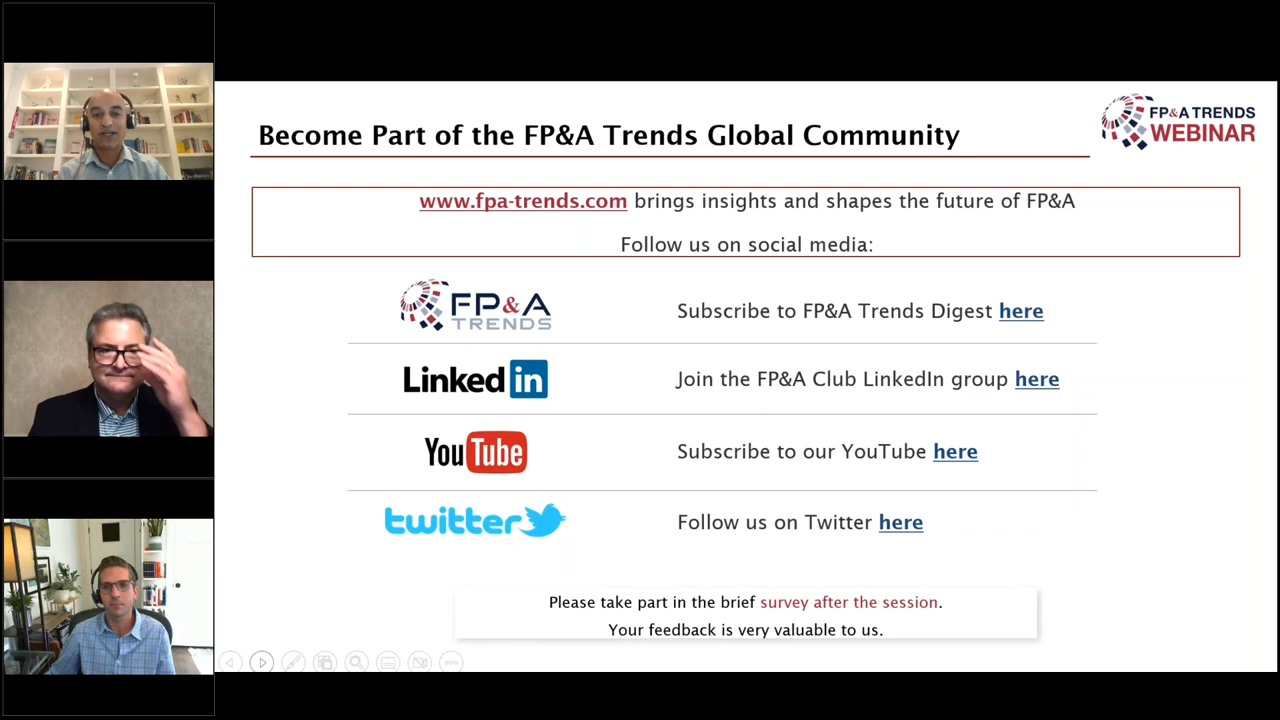 FP&A TRENDS
WEBINAR
Become Part of the FP&A Trends Global Community
www.fpa-trends.com brings insights and shapes the future of FP&A
Follow us on social media:
FP&A
TRENDS
Subscribe to FP&A Trends Digest here
Linked in
Join the FP&A Club LinkedIn group here
YouTube
Subscribe to our YouTube here
twitter
Follow us on Twitter here
Please take part in the brief survey after the session.
Your feedback is very valuable to us.